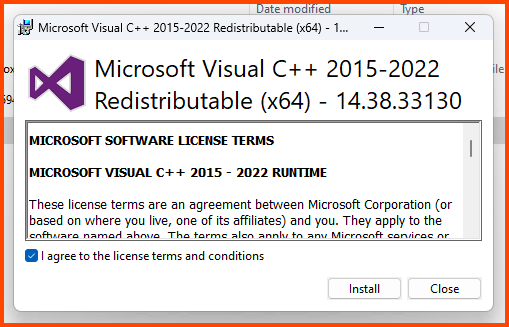 Date modified
Type
Microsoft Visual C++ 2015-2022 Redistributable (x64) - 1...
Microsoft Visual C++ 2015-2022
Redistributable (x64) - 14.38.33130
MICROSOFT SOFTWARE LICENSE TERMS
MICROSOFT VISUAL C++ 2015 - 2022 RUNTIME
These license terms are an agreement between Microsoft Corporation (or
based on where you live, one of its affiliates) and you. They apply to the
software named above. The terms also apply to any Microsoft services or
I agree to the license terms and conditions
Install
Close